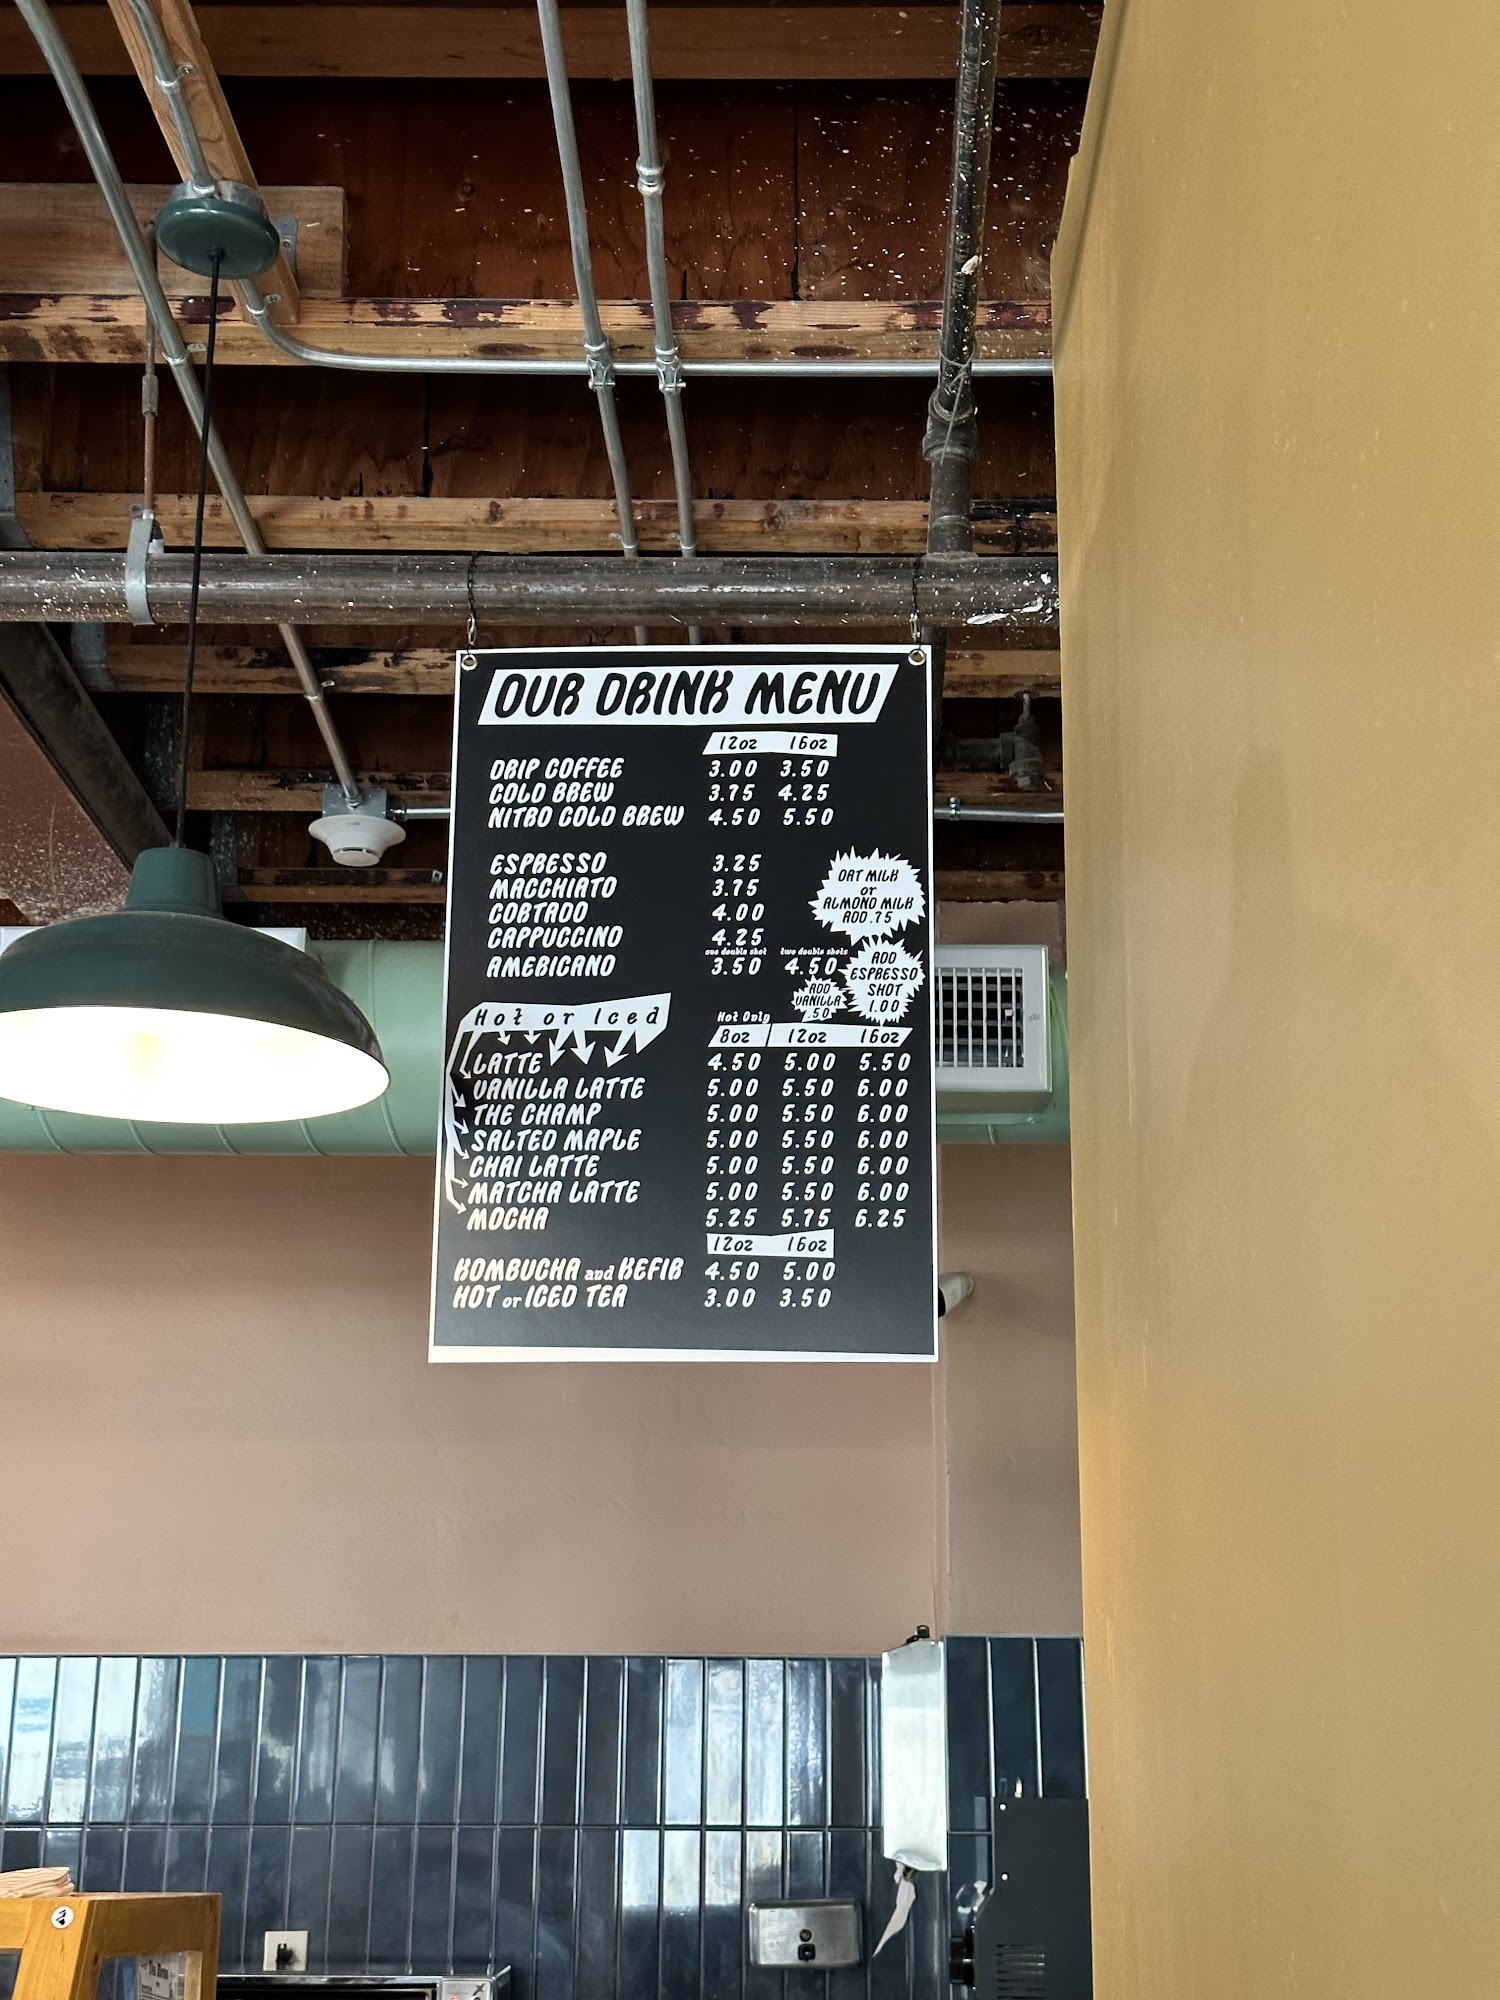 OUR DRINK MENU
12oz 16oz
DRIP COFFEE 3.00 3.50
COLD BREW 3.75 4.25
NITRO COLD BREW 4.50 5.50
ESPRESSO 3.25
MACCHIATO 3.75
CORTADO 4.00
CAPPUCCINO 4.25
one double shot two double shots
AMERICANO 3.50 4.50
OAT MILK
or
ALMOND MILK
ADD .75
ADD
ESPRESSO
SHOT
1.00
ADD
VANILLA
.50
Hot or Iced
Hot Only
8oz 12oz 16oz
LATTE 4.50 5.00 5.50
VANILLA LATTE 5.00 5.50 6.00
THE CHAMP 5.00 5.50 6.00
SALTED MAPLE 5.00 5.50 6.00
CHAI LATTE 5.00 5.50 6.00
MATCHA LATTE 5.00 5.50 6.00
MOCHA 5.25 5.75 6.25
12oz 16oz
KOMBUCHA and KEFIR 4.50 5.00
HOT or ICED TEA 3.00 3.50